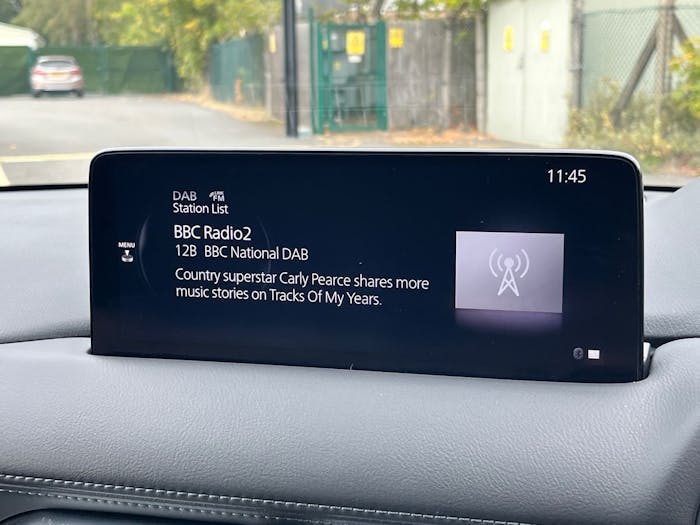 11:45
DAB LINK FM
Station List
BBC Radio2
12B BBC National DAB
MENU
Country superstar Carly Pearce shares more
music stories on Tracks Of My Years.